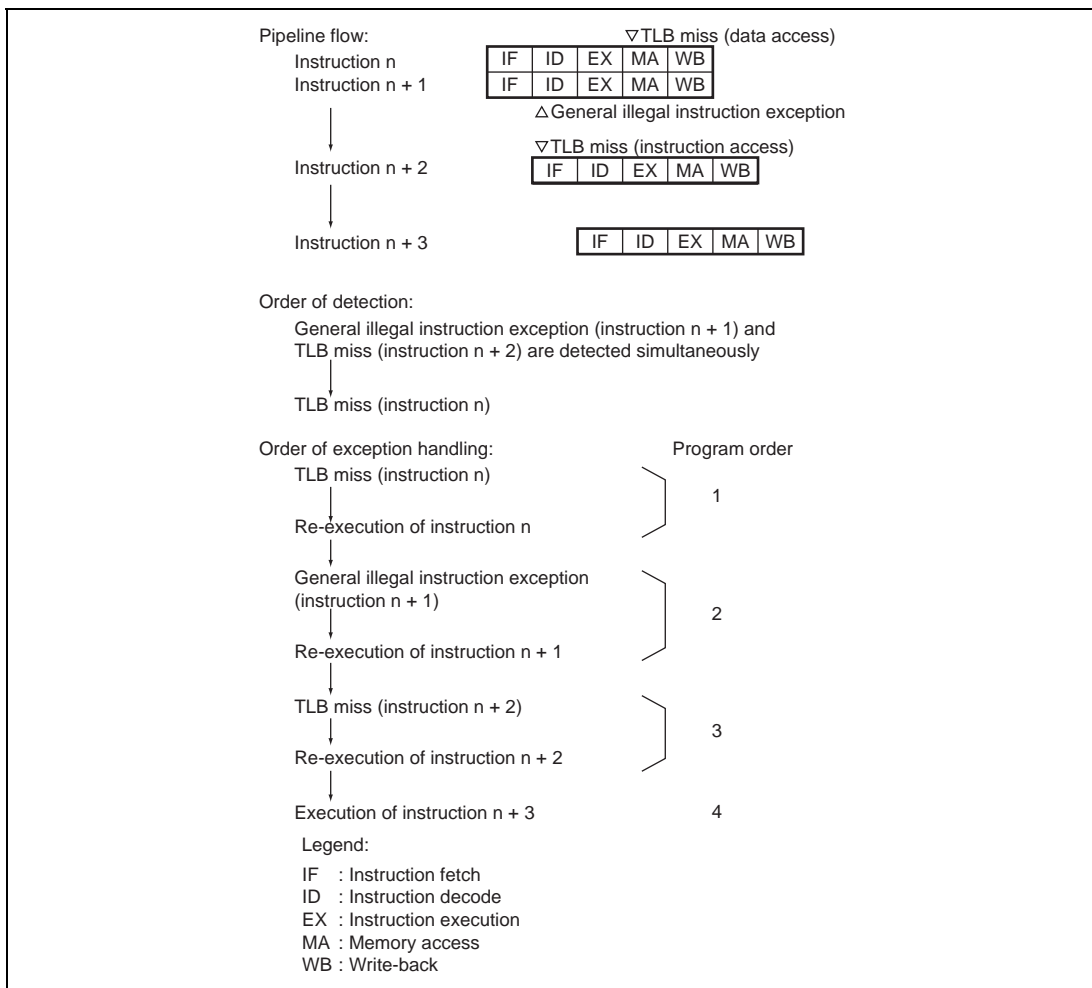 Pipeline flow:
▽TLB miss (data access)
Instruction n IF ID EX MA WB
Instruction n + 1 IF ID EX MA WB
△General illegal instruction exception
▽TLB miss (instruction access)
Instruction n + 2 IF ID EX MA WB
Instruction n + 3 IF ID EX MA WB
Order of detection:
General illegal instruction exception (instruction n + 1) and
TLB miss (instruction n + 2) are detected simultaneously
TLB miss (instruction n)
Order of exception handling: Program order
TLB miss (instruction n)
1
Re-execution of instruction n
General illegal instruction exception
(instruction n + 1)
2
Re-execution of instruction n + 1
TLB miss (instruction n + 2)
3
Re-execution of instruction n + 2
Execution of instruction n + 3 4
Legend:
IF : Instruction fetch
ID : Instruction decode
EX : Instruction execution
MA : Memory access
WB : Write-back